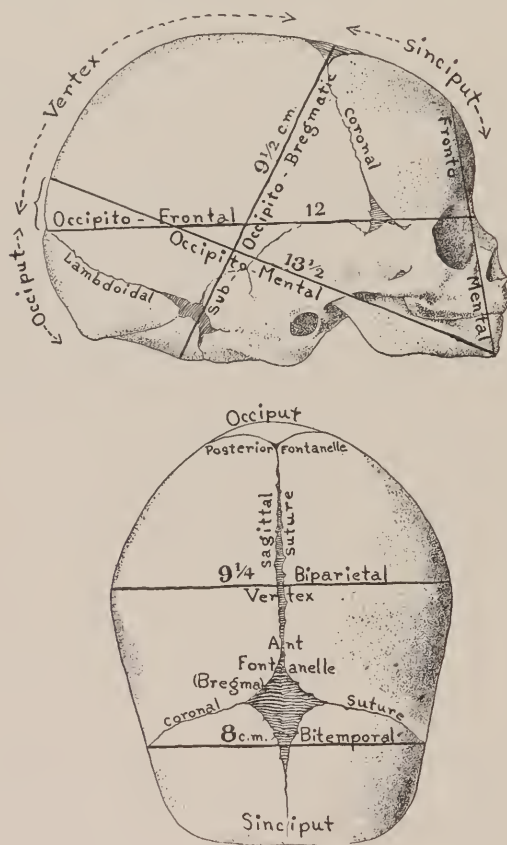 Vertex
Sinciput
9½ c.m.
Sub Occipito-Bregmatic
coronal
Fronto
Mental
Occipito-Frontal 12
Occipito-Mental
13½
Occiput
Lambdoidal
Occiput
Posterior Fontanelle
Sagittal suture
9¼ Biparietal
Vertex
Ant
Fontanelle
(Bregma)
coronal suture
8 c.m. Bitemporal
Sinciput